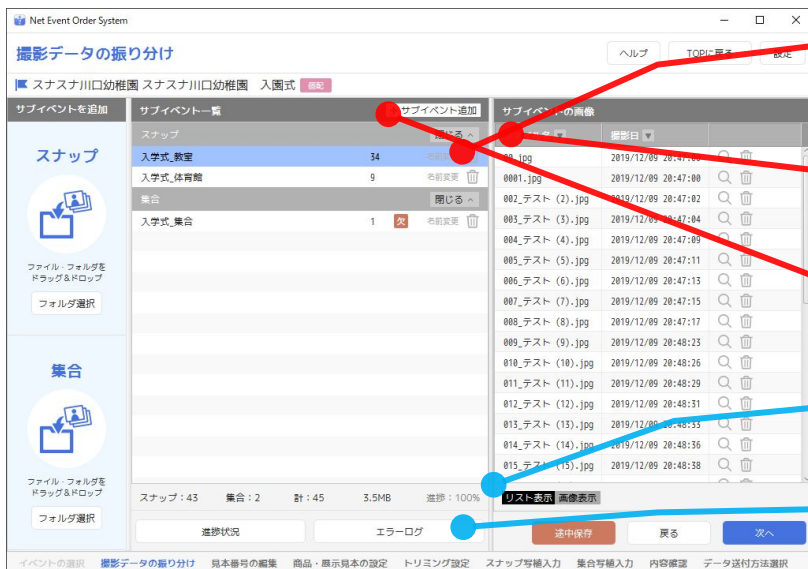 Net Event Order System
撮影データの振り分け
ヘルプ TOPに戻る 設定
スナスナ川口幼稚園 スナスナ川口幼稚園 入園式 個配
サブイベントを追加 サブイベント一覧 サブイベント追加 サブイベントの画像
スナップ 閉じる 撮影日
スナップ
入学式_教室 34 名前変更 00.jpg 2019/12/09 20:47:00
入学式_体育館 9 名前変更 0001.jpg 2019/12/09 20:47:00
集合 閉じる 002_テスト (2).jpg 2019/12/09 20:47:02
入学式_集合 1 欠 名前変更 003_テスト (3).jpg 2019/12/09 20:47:04
004_テスト (4).jpg 2019/12/09 20:47:09
ファイル・フォルダを
ドラッグ&ドロップ
005_テスト (5).jpg 2019/12/09 20:47:11
006_テスト (6).jpg 2019/12/09 20:47:13
フォルダ選択 007_テスト (7).jpg 2019/12/09 20:47:15
008_テスト (8).jpg 2019/12/09 20:47:17
009_テスト (9).jpg 2019/12/09 20:48:23
集合 010_テスト (10).jpg 2019/12/09 20:48:26
011_テスト (11).jpg 2019/12/09 20:48:29
012_テスト (12).jpg 2019/12/09 20:48:31
013_テスト (13).jpg 2019/12/09 20:48:33
014_テスト (14).jpg 2019/12/09 20:48:36
015_テスト (15).jpg 2019/12/09 20:48:38
ファイル・フォルダを
ドラッグ&ドロップ
スナップ:43 集合:2 計:45 3.5MB 進捗:100% リスト表示 画像表示
フォルダ選択 進捗状況 エラーログ 途中保存 戻る 次へ
イベントの選択 撮影データの振り分け 見本番号の編集 商品・展示見本の設定 トリミング設定 スナップ写植入力 集合写植入力 内容確認 データ送付方法選択